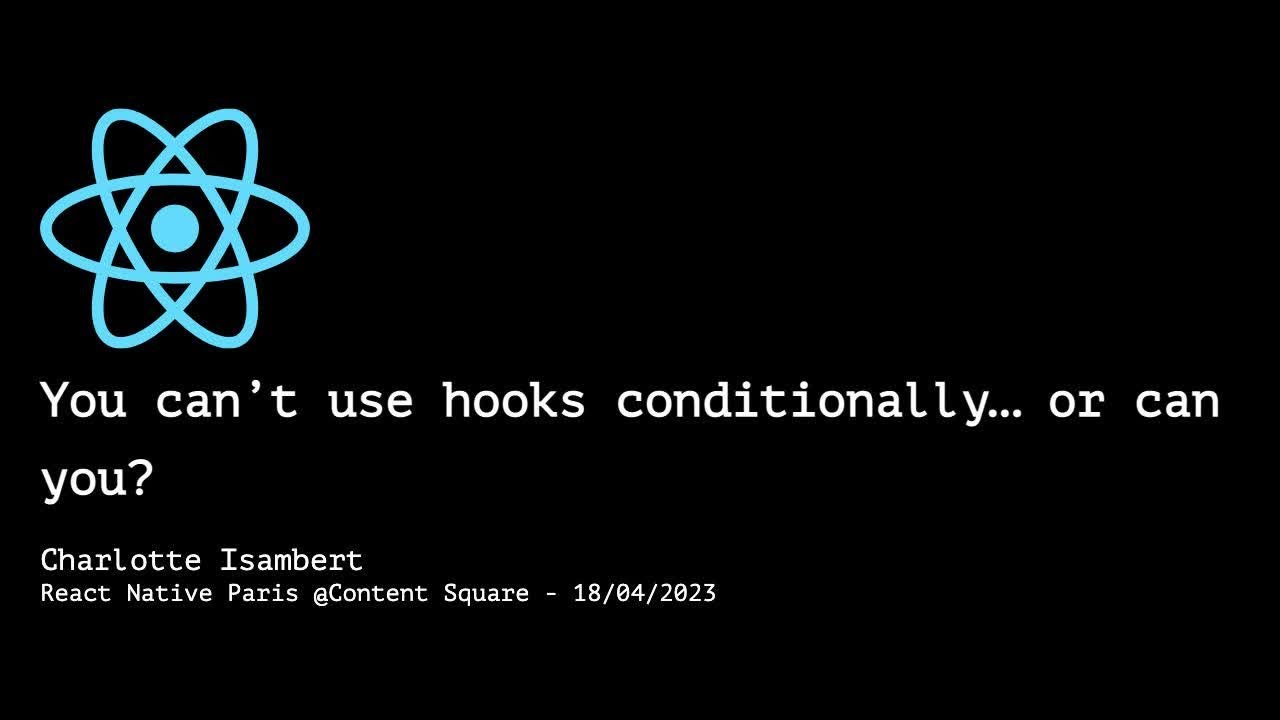 You can’t use hooks conditionally… or can
you?
Charlotte Isambert
React Native Paris @Content Square - 18/04/2023